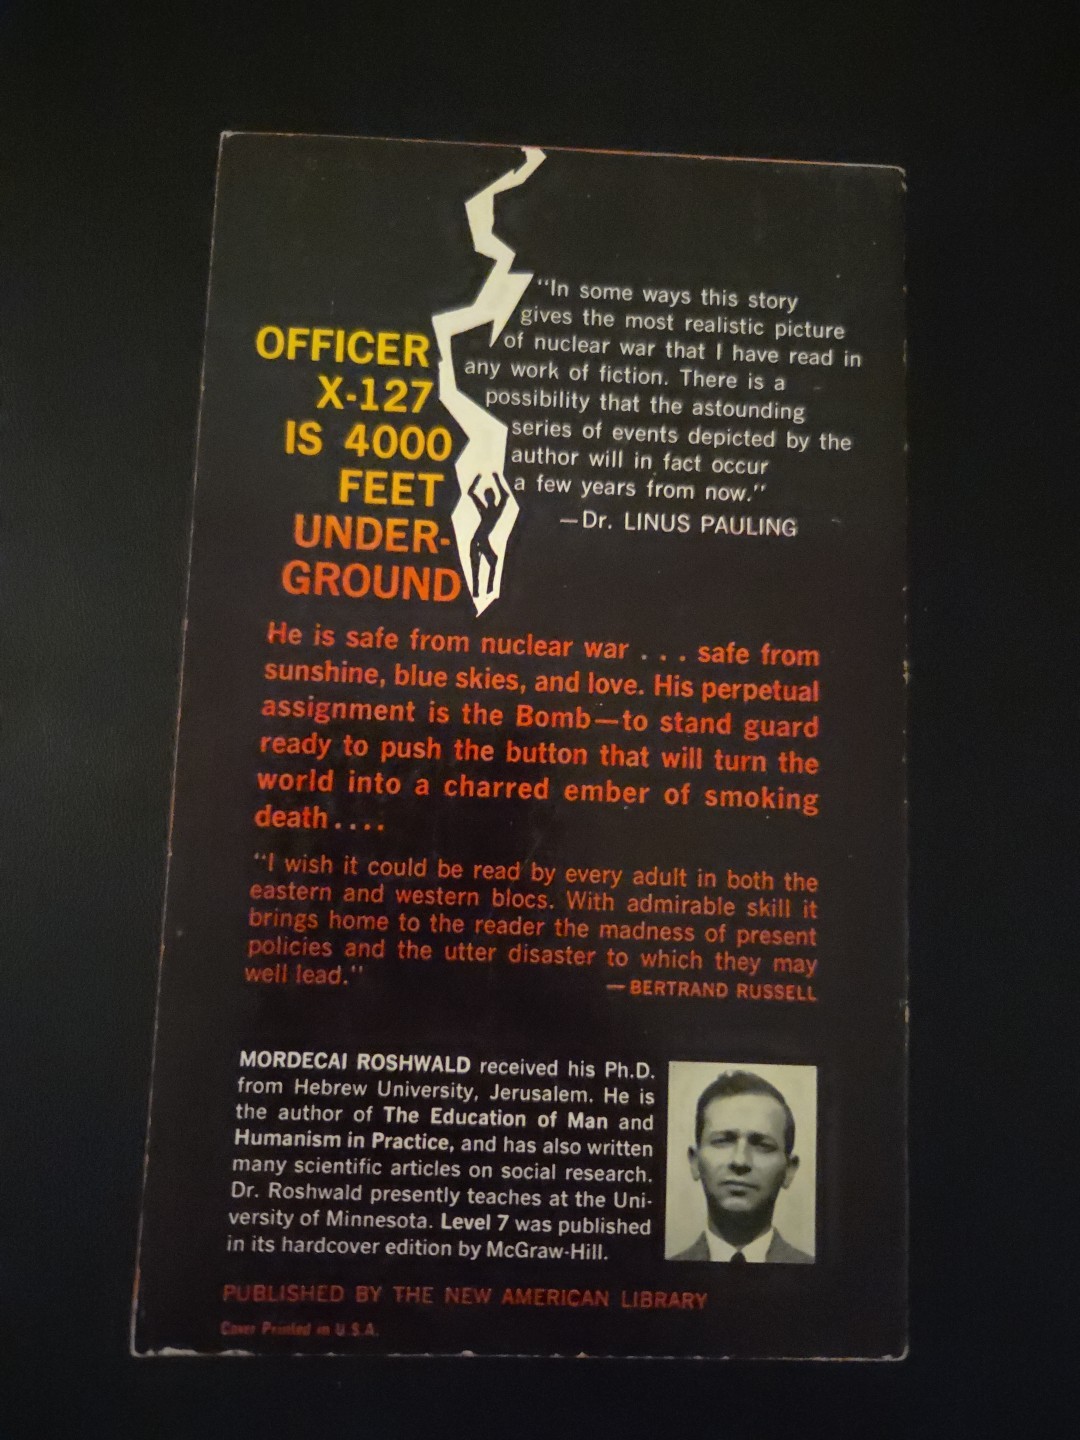 OFFICER
X-127
IS 4000
FEET
UNDER-
GROUND
"In some ways this story
gives the most realistic picture
of nuclear war that I have read in
any work of fiction. There is a
possibility that the astounding
series of events depicted by the
author will in fact occur
a few years from now."
—Dr. LINUS PAULING
He is safe from nuclear war . . . safe from
sunshine, blue skies, and love. His perpetual
assignment is the Bomb—to stand guard
ready to push the button that will turn the
world into a charred ember of smoking
death . . . .
"I wish it could be read by every adult in both the
eastern and western blocs. With admirable skill it
brings home to the reader the madness of present
policies and the utter disaster to which they may
well lead."
—BERTRAND RUSSELL
MORDECAI ROSHWALD received his Ph.D.
from Hebrew University, Jerusalem. He is
the author of The Education of Man and
Humanism in Practice, and has also written
many scientific articles on social research.
Dr. Roshwald presently teaches at the Uni-
versity of Minnesota. Level 7 was published
in its hardcover edition by McGraw-Hill.
PUBLISHED BY THE NEW AMERICAN LIBRARY
Cover Printed in U.S.A.